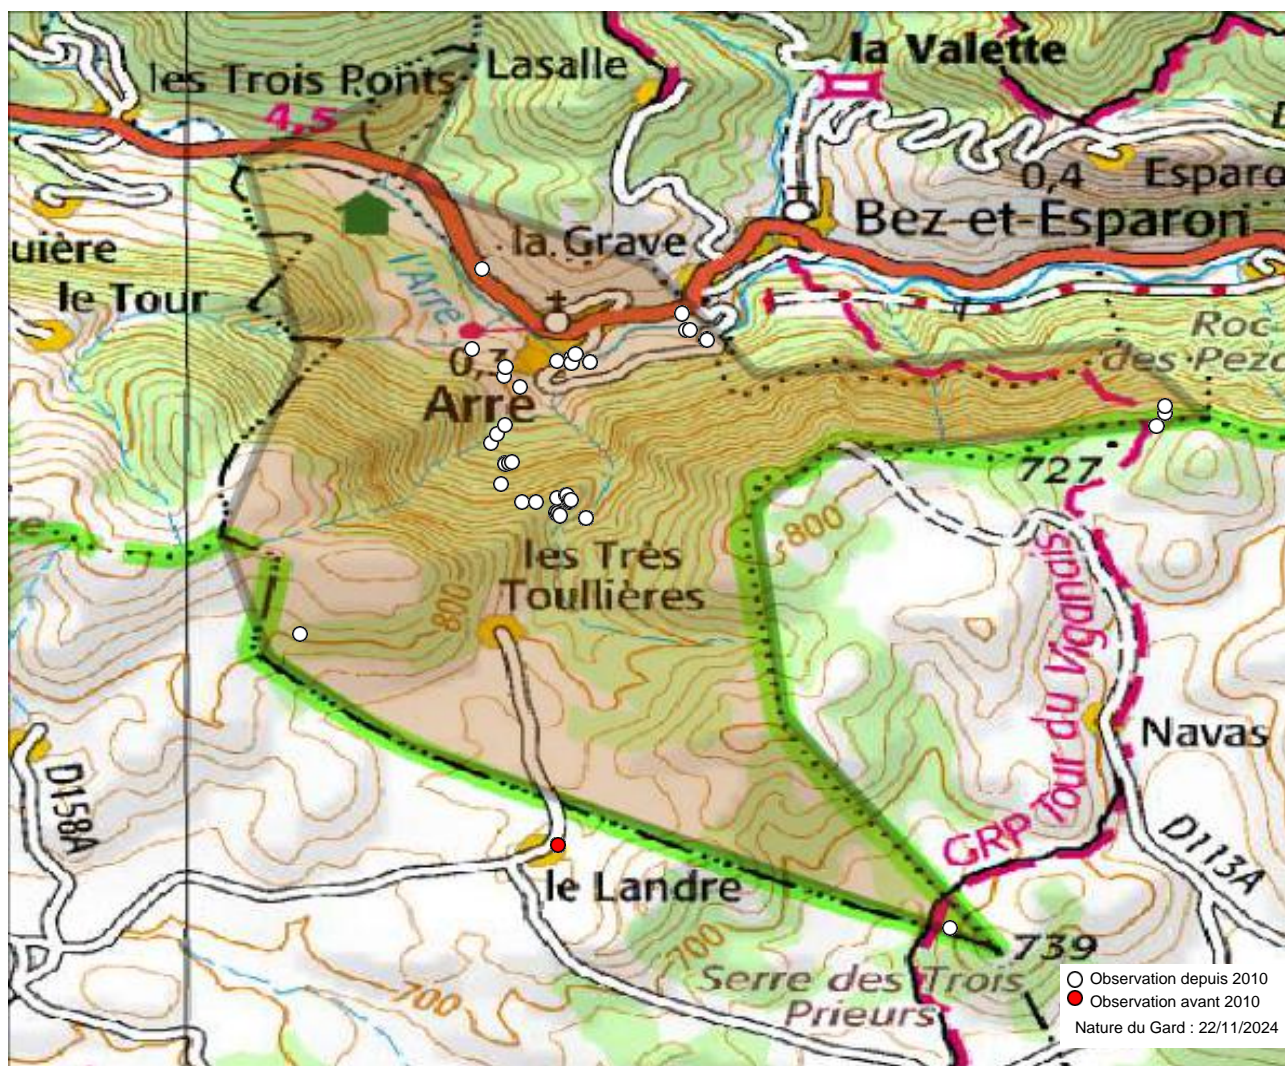 la Valette
les Trois Ponts
Lasalle
4,5
0,4
Esparo
Bez-et-Esparon
uière
la Grave
le Tour
l'Arre
Roc
des Peze
0,3
Arre
727
800
les Très
Toullières
800
GRP Tour du Viganais
Navas
D158A
D113A
le Landre
739
700
Serre des Trois
Prieurs
700
Observation depuis 2010
Observation avant 2010
Nature du Gard : 22/11/2024